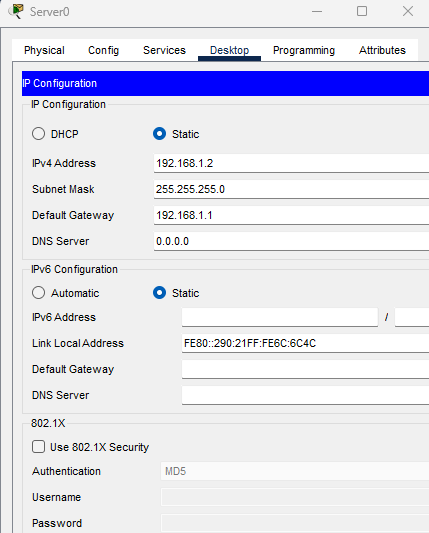 Server0
Physical Config Services Desktop Programming Attributes
IP Configuration
IP Configuration
DHCP Static
IPv4 Address 192.168.1.2
Subnet Mask 255.255.255.0
Default Gateway 192.168.1.1
DNS Server 0.0.0.0
IPv6 Configuration
Automatic Static
IPv6 Address /
Link Local Address FE80::290:21FF:FE6C:6C4C
Default Gateway
DNS Server
802.1X
Use 802.1X Security
Authentication MD5
Username
Password